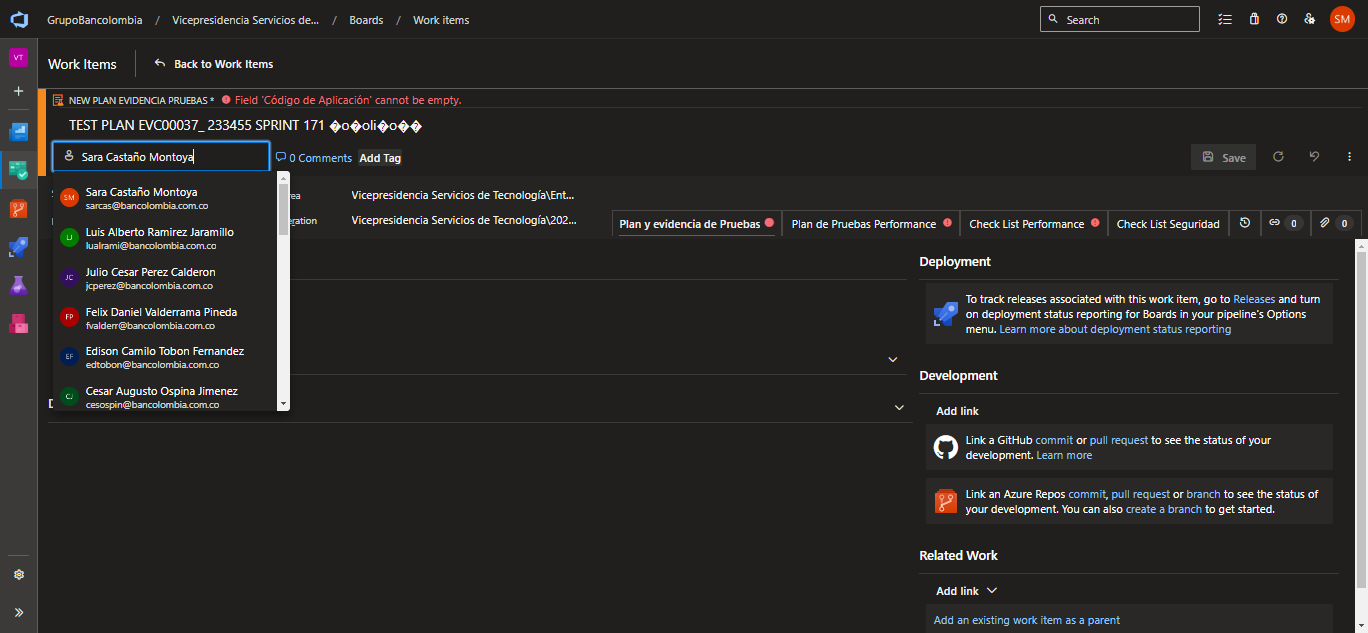 GrupoBancolombia / Vicepresidencia Servicios de... / Boards / Work items
Search
SM
VT
Work Items
Back to Work Items
NEW PLAN EVIDENCIA PRUEBAS * Field 'Código de Aplicación' cannot be empty.
TEST PLAN EVC00037_ 233455 SPRINT 171 �o�oli�o��
Sara Castaño Montoya
0 Comments
Add Tag
Save
SM
Sara Castaño Montoya
sarcas@bancolombia.com.co
LJ
Luis Alberto Ramirez Jaramillo
lualrami@bancolombia.com.co
JC
Julio Cesar Perez Calderon
jcperez@bancolombia.com.co
FP
Felix Daniel Valderrama Pineda
fvalderr@bancolombia.com.co
EF
Edison Camilo Tobon Fernandez
edtobon@bancolombia.com.co
CJ
Cesar Augusto Ospina Jimenez
cesospin@bancolombia.com.co
rea
Vicepresidencia Servicios de Tecnología\Ent...
eration
Vicepresidencia Servicios de Tecnología\202...
Plan y evidencia de Pruebas
Plan de Pruebas Performance
Check List Performance
Check List Seguridad
0
0
Deployment
To track releases associated with this work item, go to Releases and turn
on deployment status reporting for Boards in your pipeline's Options
menu. Learn more about deployment status reporting
Development
Add link
Link a GitHub commit or pull request to see the status of your
development. Learn more
Link an Azure Repos commit, pull request or branch to see the status of
your development. You can also create a branch to get started.
Related Work
Add link
Add an existing work item as a parent